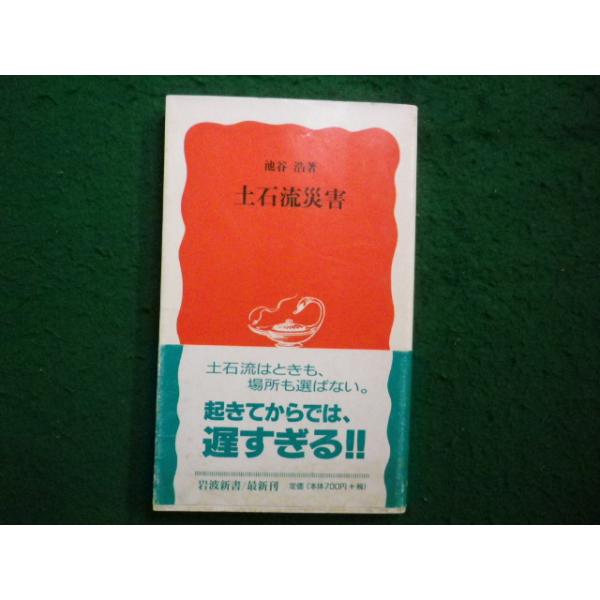 池谷 浩著
土石流災害
土石流はときも、
場所も選ばない。
起きてからでは、
遅すぎる!!
岩波新書/最新刊 定価(本体700円+税)